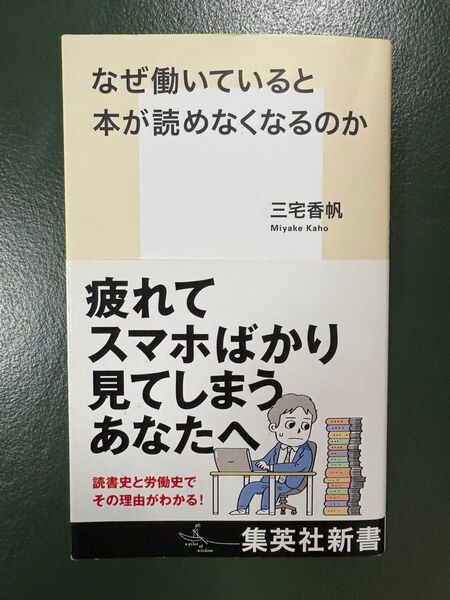 なぜ働いていると
本が読めなくなるのか
三宅香帆
Miyake Kaho
疲れて
スマホばかり
見てしまう
あなたへ
読書史と労働史で
その理由がわかる!
a pilot of
wisdom
集英社新書